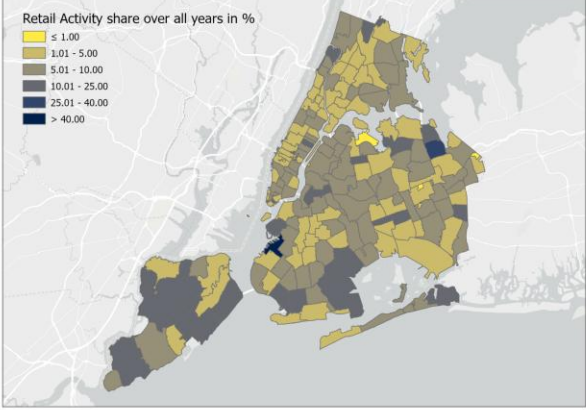 Retail Activity share over all years in %
≤ 1.00
1.01 - 5.00
5.01 - 10.00
10.01 - 25.00
25.01 - 40.00
> 40.00